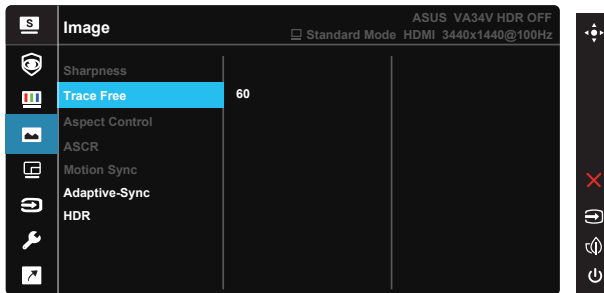 S
Image
ASUS VA34V HDR OFF
Standard Mode HDMI 3440x1440@100Hz
Sharpness
Trace Free 60
Aspect Control
ASCR
Motion Sync
Adaptive-Sync
HDR